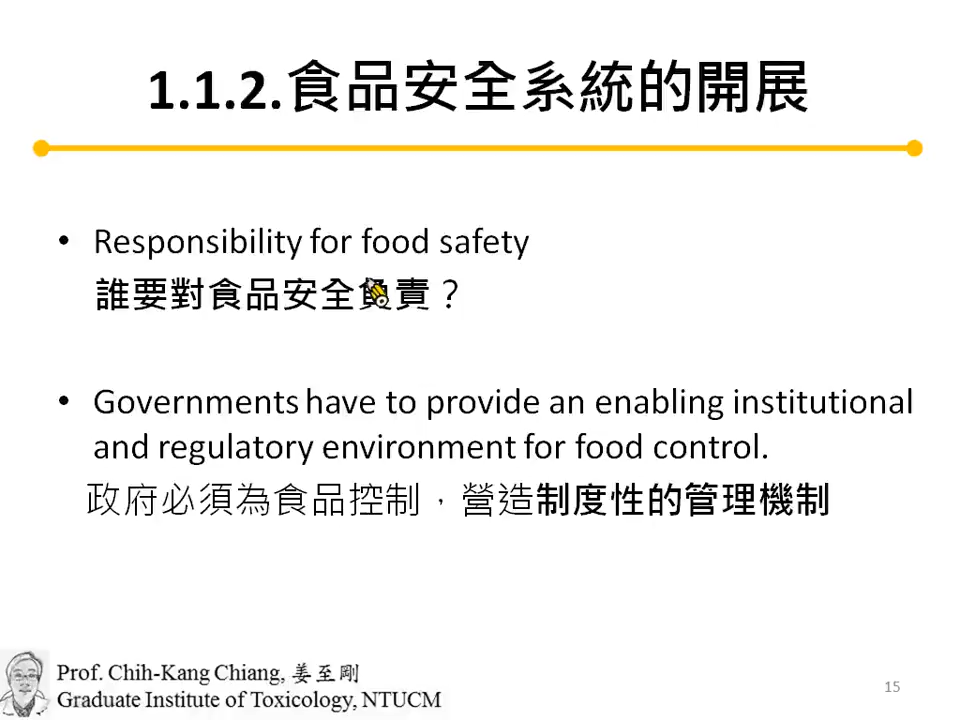 1.1.2.食品安全系統的開展
• Responsibility for food safety
誰要對食品安全負責？
• Governments have to provide an enabling institutional
and regulatory environment for food control.
政府必須為食品控制，營造制度性的管理機制
Prof. Chih-Kang Chiang, 姜至剛
Graduate Institute of Toxicology, NTUCM
15